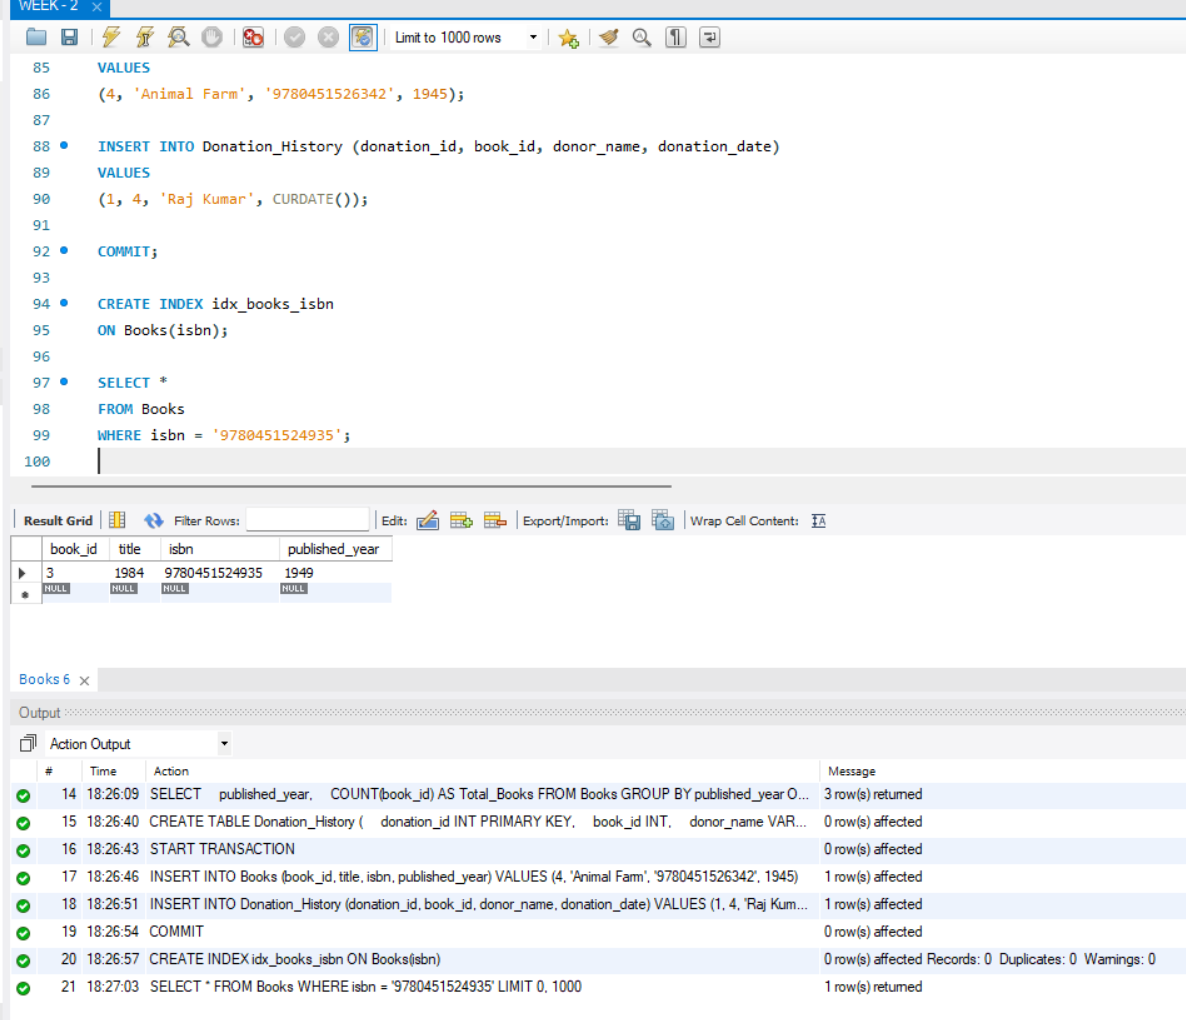 WEEK - 2
Limit to 1000 rows
85 VALUES
86 (4, 'Animal Farm', '9780451526342', 1945);
87
88 INSERT INTO Donation_History (donation_id, book_id, donor_name, donation_date)
89 VALUES
90 (1, 4, 'Raj Kumar', CURDATE());
91
92 COMMIT;
93
94 CREATE INDEX idx_books_isbn
95 ON Books(isbn);
96
97 SELECT *
98 FROM Books
99 WHERE isbn = '9780451524935';
100
Result Grid Filter Rows: Edit: Export/Import: Wrap Cell Content: IA
book_id title isbn published_year
3 1984 9780451524935 1949
NULL NULL NULL NULL
Books 6
Output
Action Output
# Time Action Message
14 18:26:09 SELECT published_year, COUNT(book_id) AS Total_Books FROM Books GROUP BY published_year O... 3 row(s) returned
15 18:26:40 CREATE TABLE Donation_History ( donation_id INT PRIMARY KEY, book_id INT, donor_name VAR... 0 row(s) affected
16 18:26:43 START TRANSACTION 0 row(s) affected
17 18:26:46 INSERT INTO Books (book_id, title, isbn, published_year) VALUES (4, 'Animal Farm', '9780451526342', 1945) 1 row(s) affected
18 18:26:51 INSERT INTO Donation_History (donation_id, book_id, donor_name, donation_date) VALUES (1, 4, 'Raj Kum... 1 row(s) affected
19 18:26:54 COMMIT 0 row(s) affected
20 18:26:57 CREATE INDEX idx_books_isbn ON Books(isbn) 0 row(s) affected Records: 0 Duplicates: 0 Warnings: 0
21 18:27:03 SELECT * FROM Books WHERE isbn = '9780451524935' LIMIT 0, 1000 1 row(s) returned